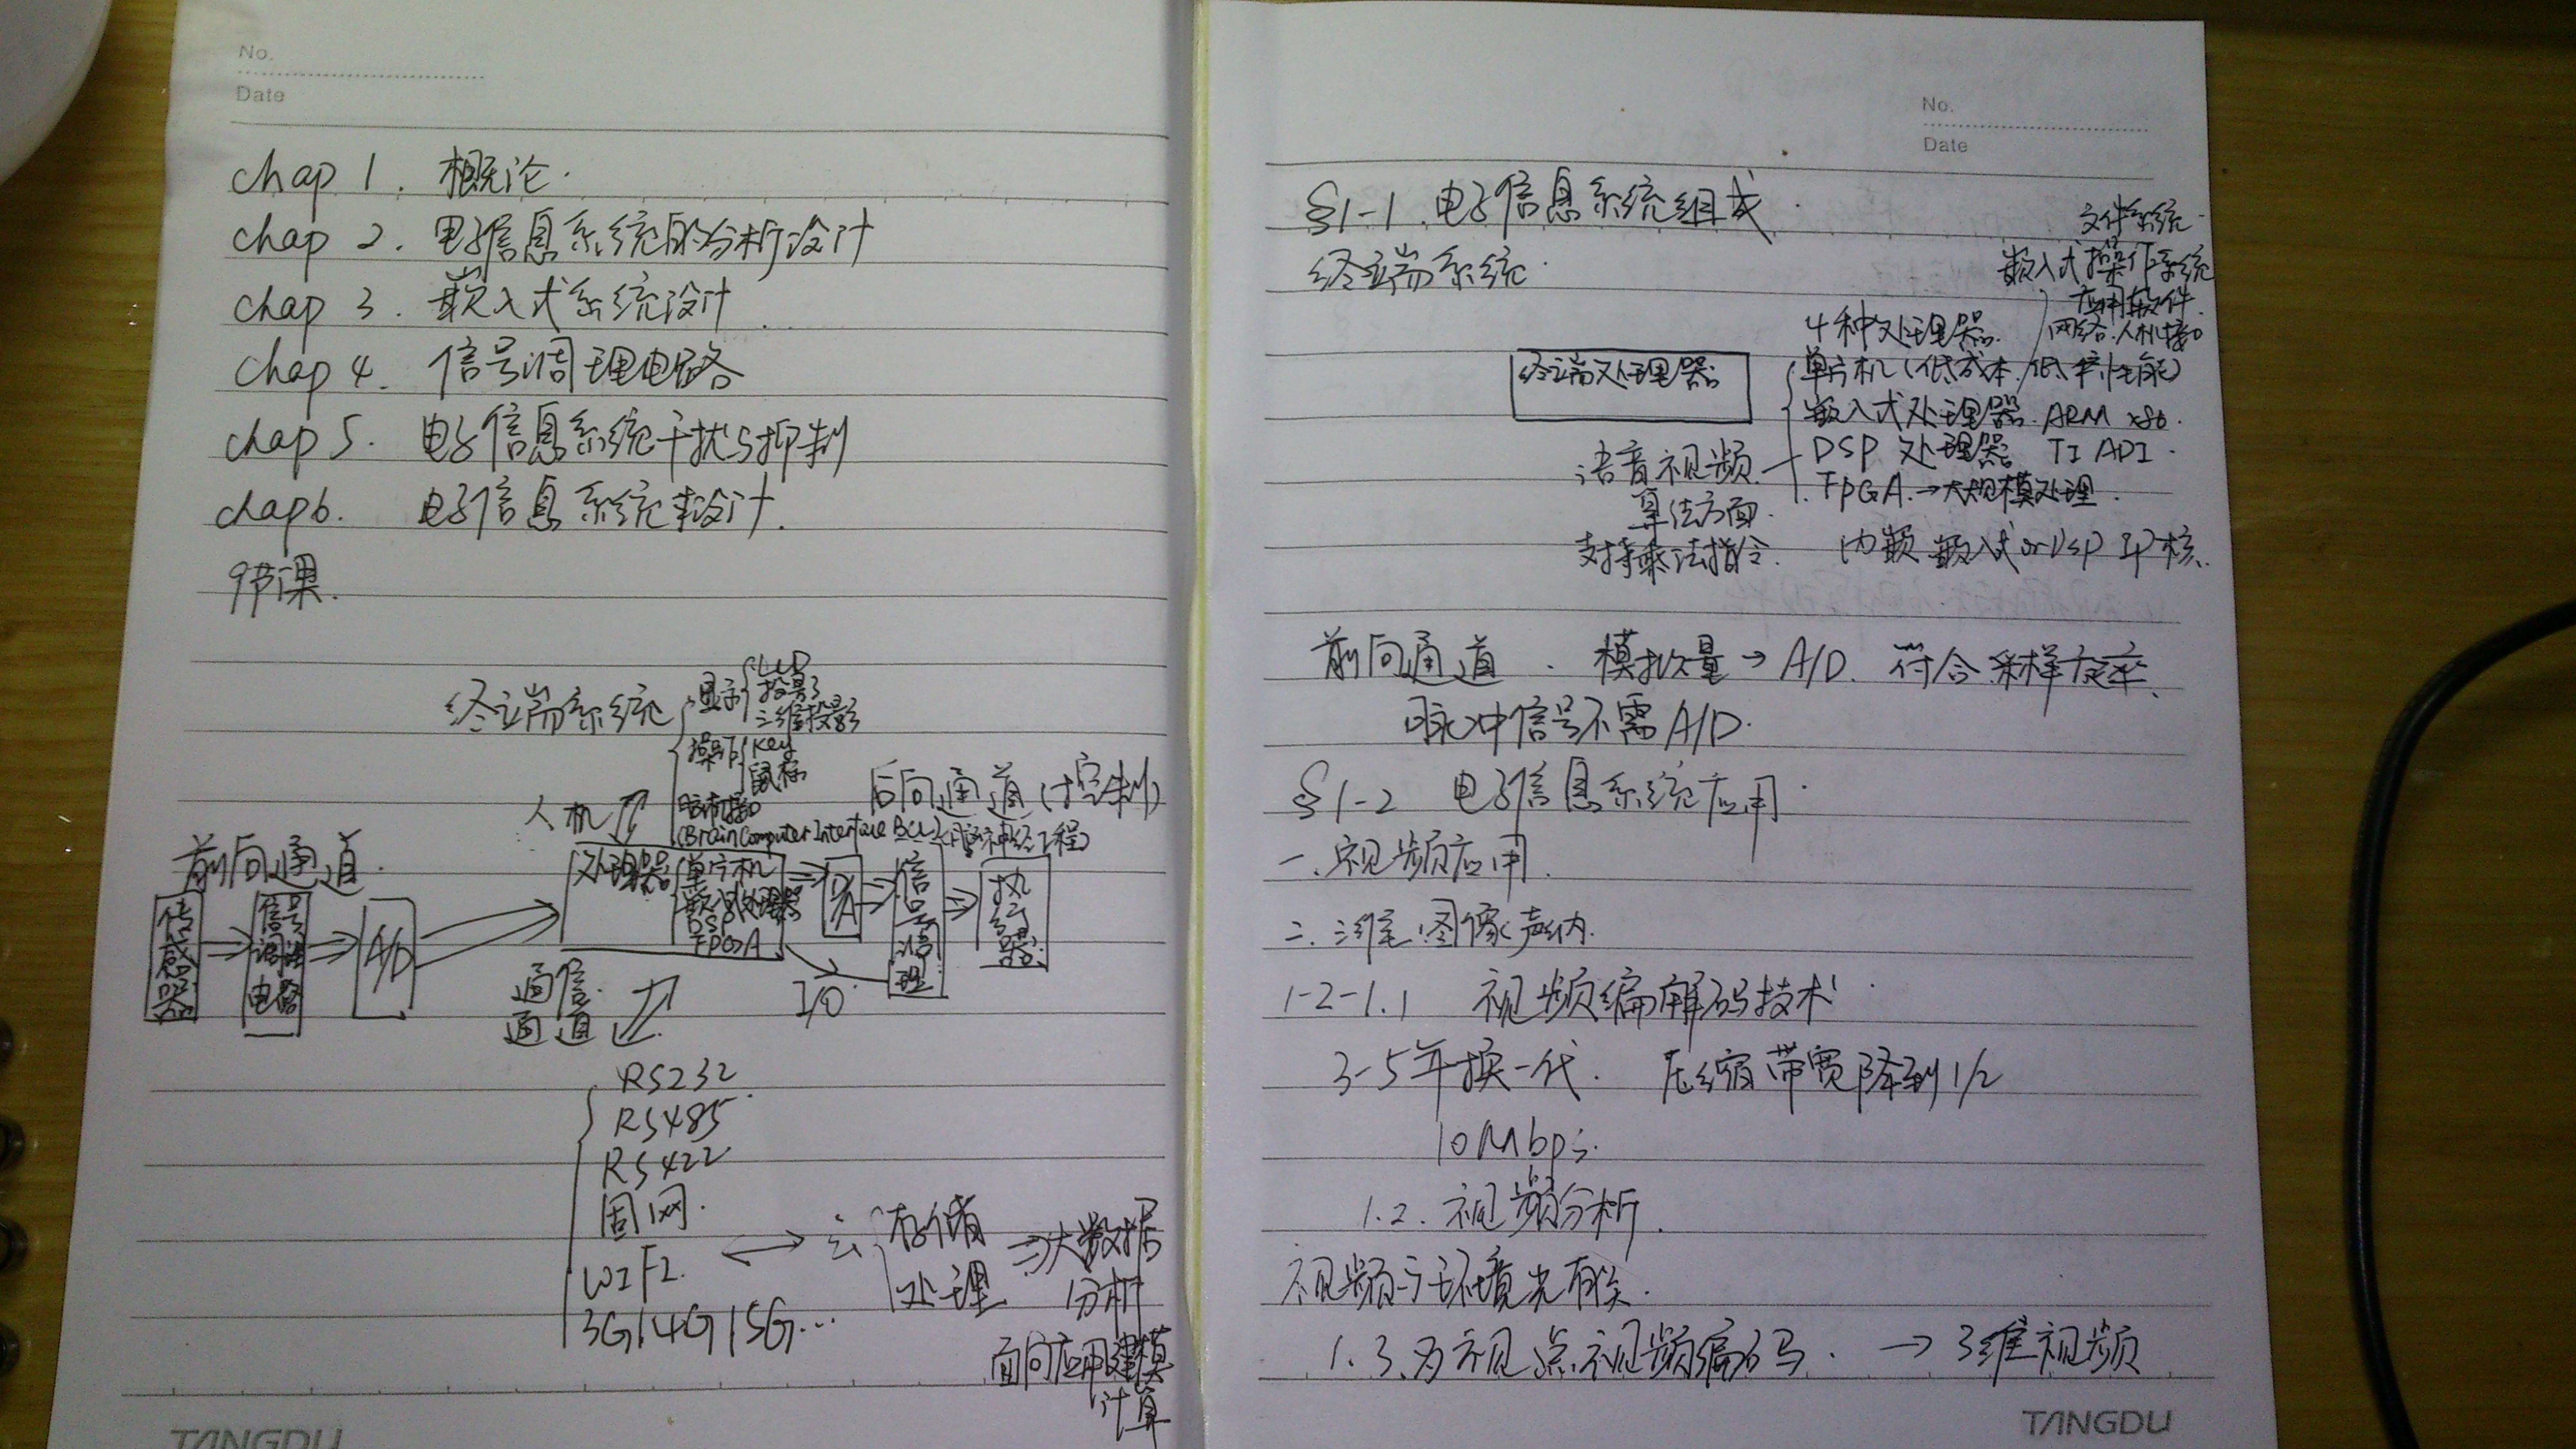 No.
Date
chap 1. 概论.
chap 2. 电子信息系统的分析设计
chap 3. 嵌入式系统设计
chap 4. 信号调理电路
chap 5. 电子信息系统干扰与抑制
chap 6. 电子信息系统设计.
9节课.
终端系统
显示
LCD
投影
三维投影
操作
key
鼠标
脑机接口
(Brain Computer Interface BCI)
神经工程)
人机
后向通道(控制)
前向通道.
传感器
信号调理电路
A/D
处理器
单片机
嵌入式处理器
DSP
FPGA
D/A
信号调理
执行器
I/O
通信通道
RS232
RS485
RS422
固网.
WIFI.
3G/4G/5G...
云
存储
处理
⇒大数据
分析
面向应用建模
计算
TANGDU
No.
Date
§1-1 电子信息系统组成.
终端系统.
文件系统.
嵌入式操作系统
应用软件.
网络.人机接口
终端处理器
4种处理器.
单片机(低成本.低性能)
嵌入式处理器. ARM x86.
DSP 处理器 TI ADI.
FPGA. →大规模处理.
内嵌 嵌入式 or DSP IP核.
语音视频
算法方面.
支持乘法指令.
前向通道. 模拟量→A/D. 符合采样定率.
脉冲信号不需A/D.
§1-2 电子信息系统应用.
一.视频应用.
二.三维图像声纳.
1-2-1.1 视频编解码技术.
3-5年换一代. 压缩带宽降到1/2
10Mbps.
1.2. 视频分析.
视频与环境光有关.
1.3. 多视点视频编码. → 3维视频
TANGDU